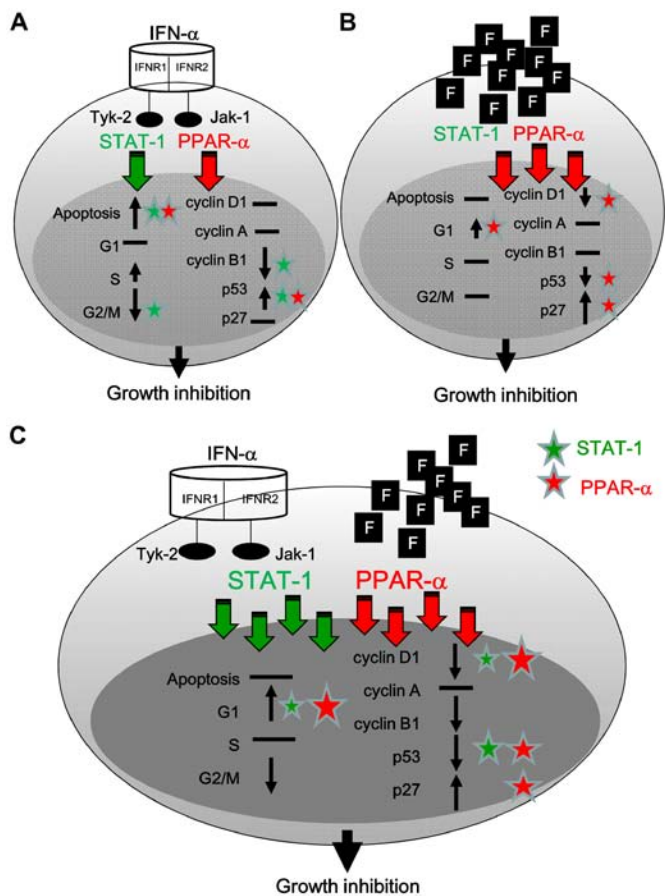 A
IFN-α
IFNR1 IFNR2
Tyk-2 Jak-1
STAT-1 PPAR-α
Apoptosis
G1
S
G2/M
cyclin D1
cyclin A
cyclin B1
p53
p27
Growth inhibition
B
F
F
F
F
F
F
F
F
F
F
STAT-1 PPAR-α
Apoptosis
G1
S
G2/M
cyclin D1
cyclin A
cyclin B1
p53
p27
Growth inhibition
C
IFN-α
IFNR1 IFNR2
Tyk-2 Jak-1
F
F
F
F
F
F
F
F
STAT-1
PPAR-α
STAT-1 PPAR-α
Apoptosis
G1
S
G2/M
cyclin D1
cyclin A
cyclin B1
p53
p27
Growth inhibition